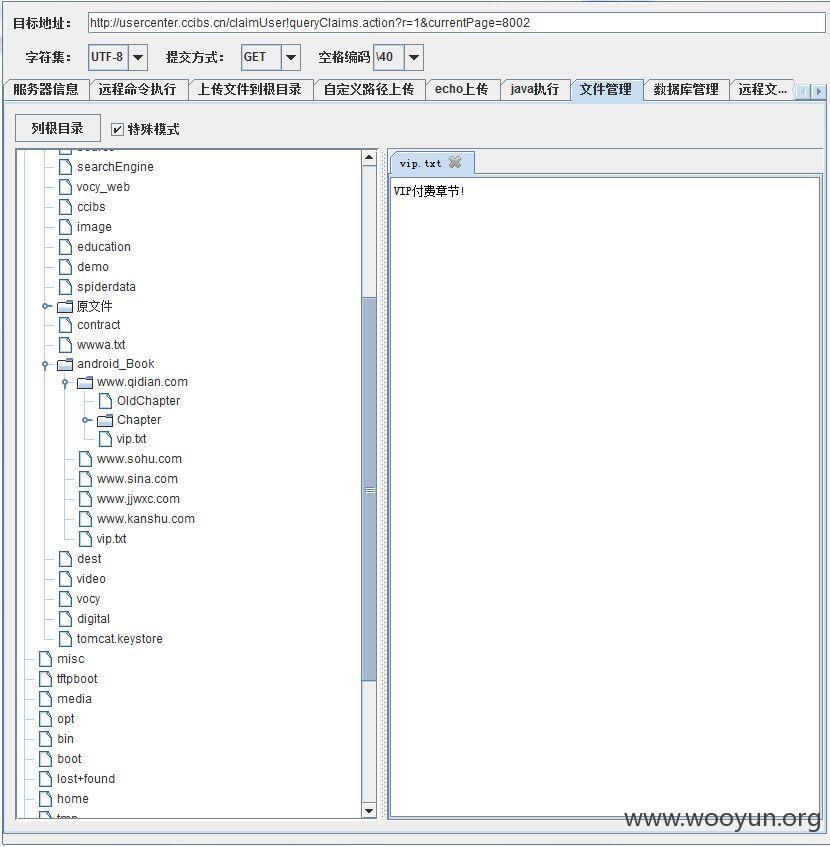 目标地址： http://usercenter.ccibs.cn/claimUser!queryClaims.action?r=1&currentPage=8002
字符集： UTF-8 提交方式： GET 空格编码 \40
服务器信息 远程命令执行 上传文件到根目录 自定义路径上传 echo上传 java执行 文件管理 数据库管理 远程文...
列根目录 特殊模式
vip.txt
VIP付费章节!
searchEngine
vocy_web
ccibs
image
education
demo
spiderdata
原文件
contract
wwwa.txt
android_Book
www.qidian.com
OldChapter
Chapter
vip.txt
www.sohu.com
www.sina.com
www.jjwxc.com
www.kanshu.com
vip.txt
dest
video
vocy
digital
tomcat.keystore
misc
tftpboot
media
opt
bin
boot
lost+found
home
www.wooyun.org